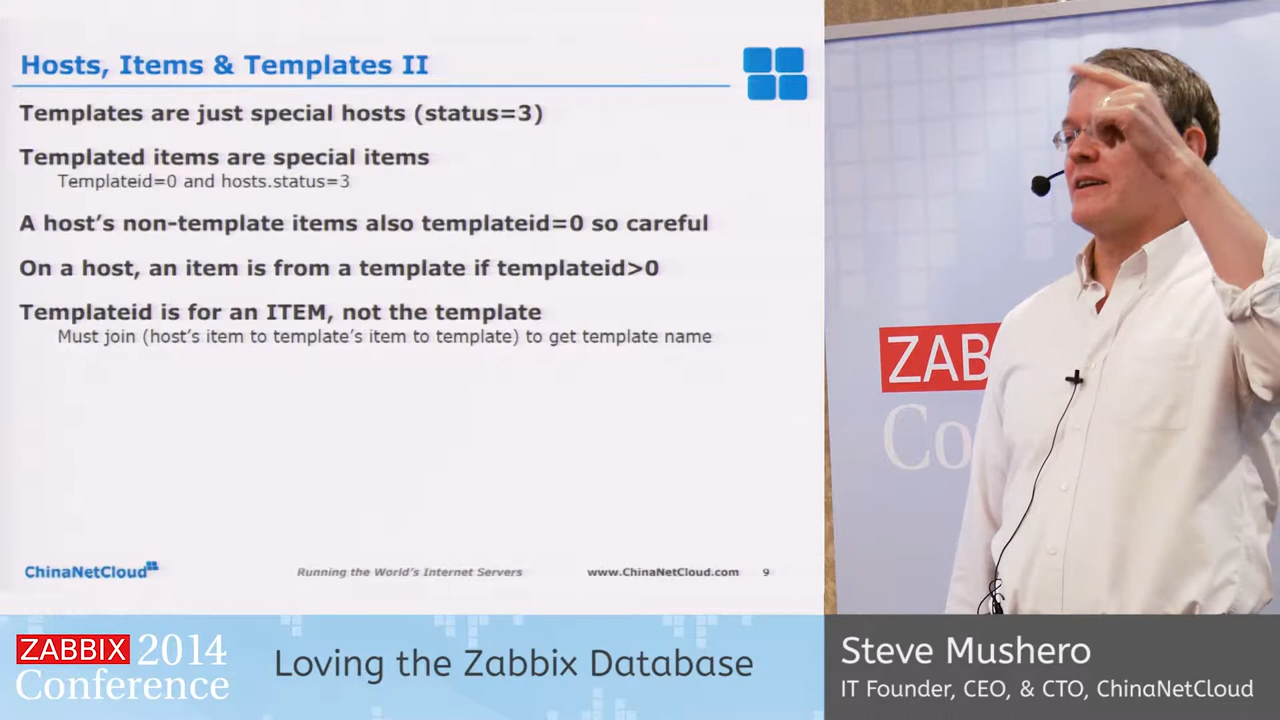 Hosts, Items & Templates II
Templates are just special hosts (status=3)
Templated items are special items
Templateid=0 and hosts.status=3
A host's non-template items also templateid=0 so careful
On a host, an item is from a template if templateid>0
Templateid is for an ITEM, not the template
Must join (host's item to template's item to template) to get template name
ChinaNetCloud
Running the World's Internet Servers
www.ChinaNetCloud.com
9
ZAB
Co
ZABBIX 2014
Conference
Loving the Zabbix Database
Steve Mushero
IT Founder, CEO, & CTO, ChinaNetCloud